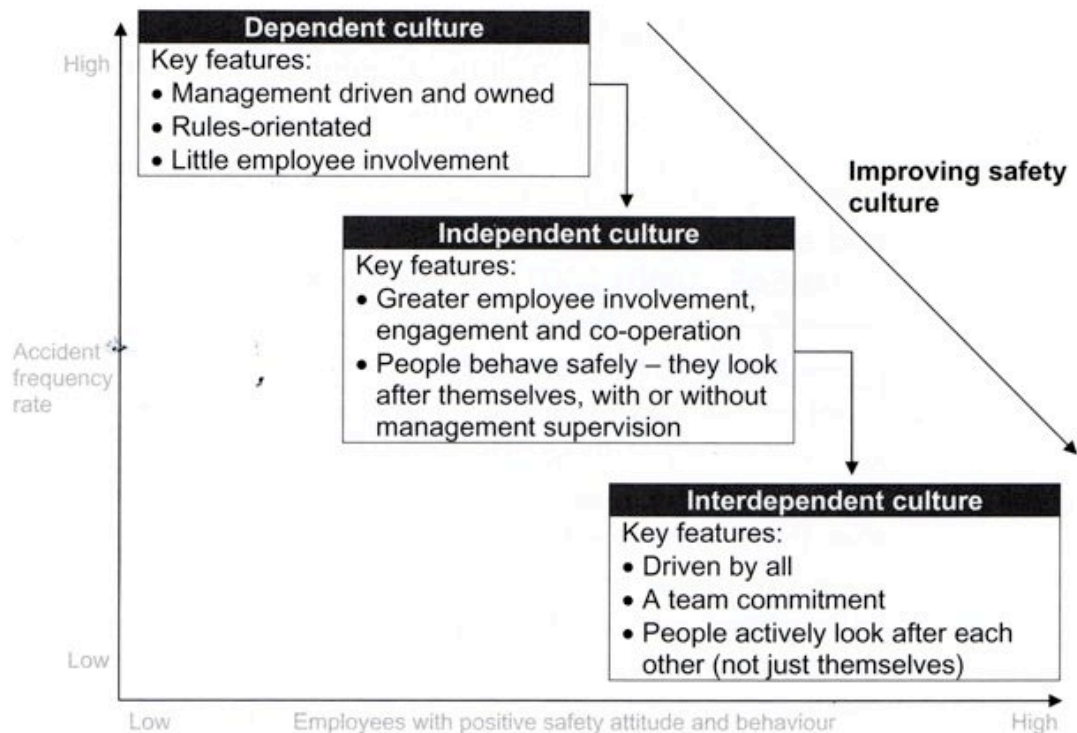 Dependent culture
Key features:
• Management driven and owned
• Rules-orientated
• Little employee involvement
High
Improving safety
culture
Independent culture
Key features:
• Greater employee involvement,
engagement and co-operation
• People behave safely – they look
after themselves, with or without
management supervision
Accident
frequency
rate
Interdependent culture
Key features:
• Driven by all
• A team commitment
• People actively look after each
other (not just themselves)
Low
Low Employees with positive safety attitude and behaviour High